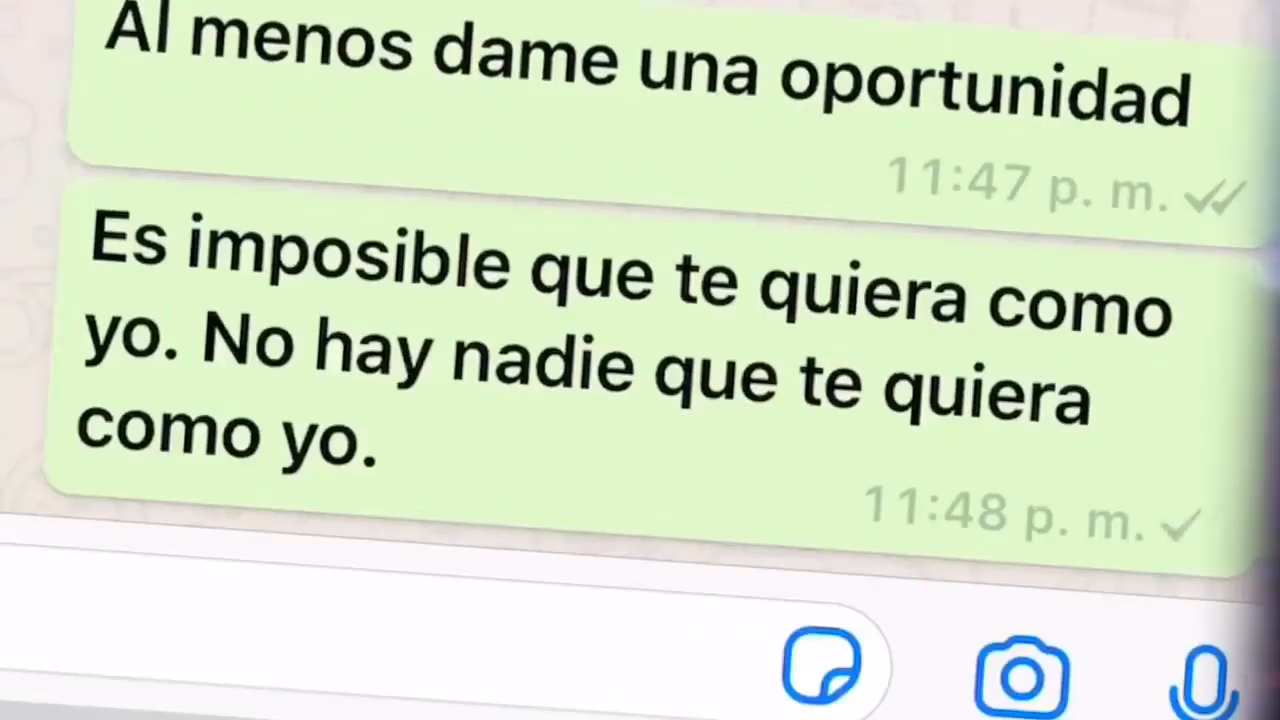 Al menos dame una oportunidad
11:47 p. m.
Es imposible que te quiera como
yo. No hay nadie que te quiera
como yo.
11:48 p. m.